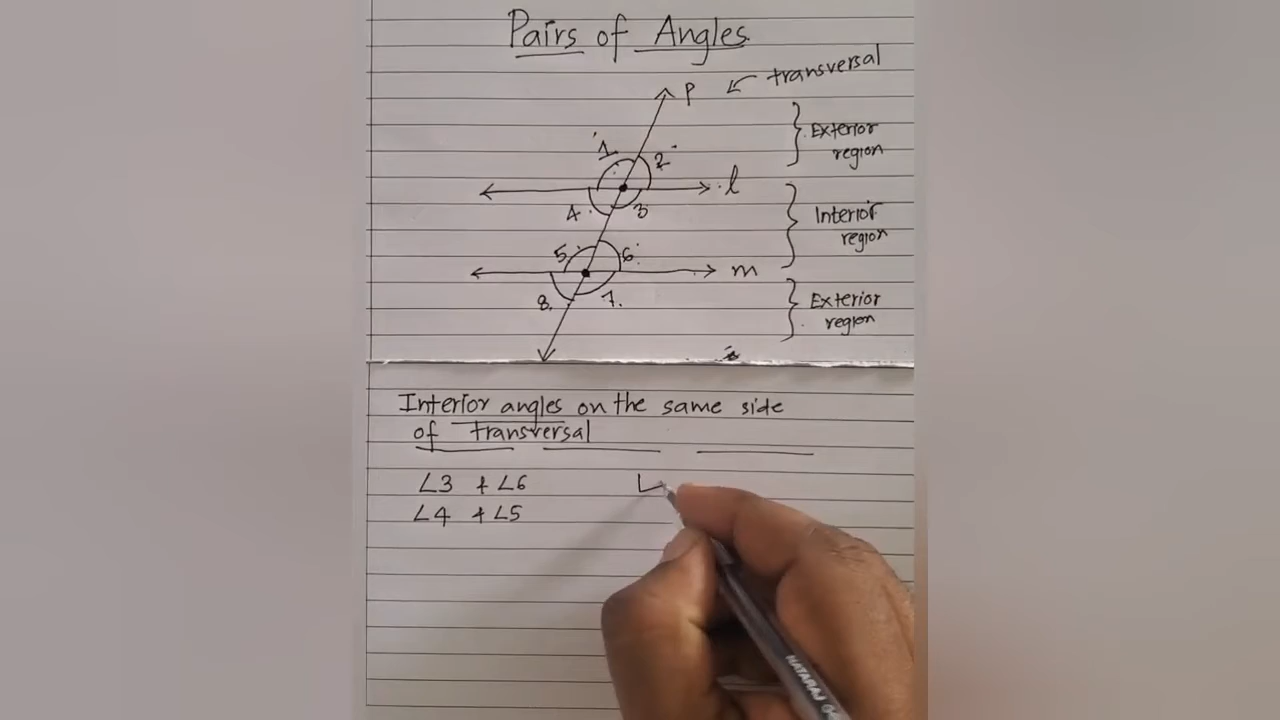 Pairs of Angles
transversal
p
Exterior
region
1
2
l
4
3
Interior
region
5
6
m
8
7
Exterior
region
Interior angles on the same side
of transversal
∠3 + ∠6
∠4 + ∠5
∠
NATARAJ